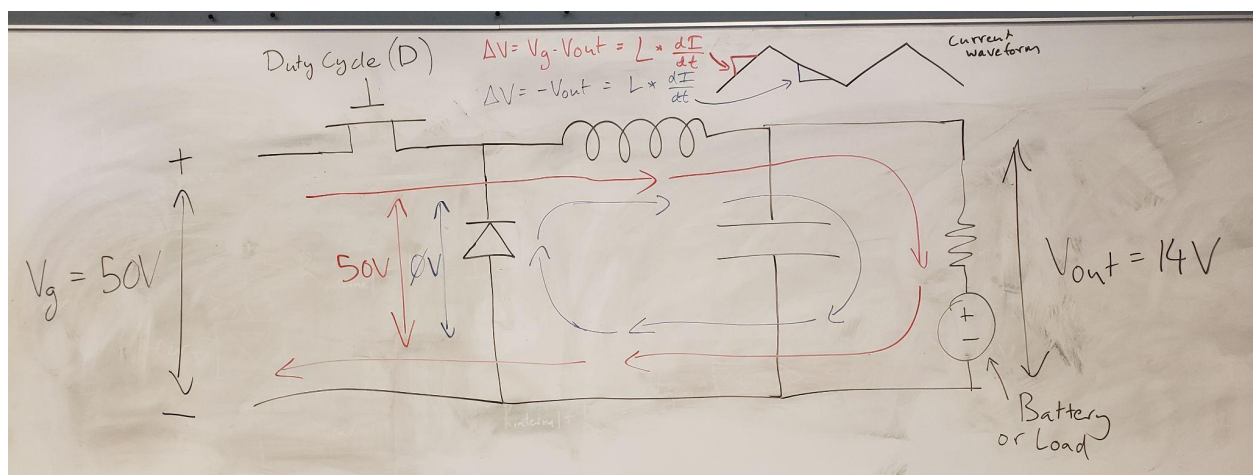 Duty Cycle (D)
ΔV = Vg - Vout = L * dI/dt
ΔV = -Vout = L * dI/dt
Current
waveform
+
Vg = 50V
-
50V
∅V
+
-
Vout = 14V
Battery
or Load